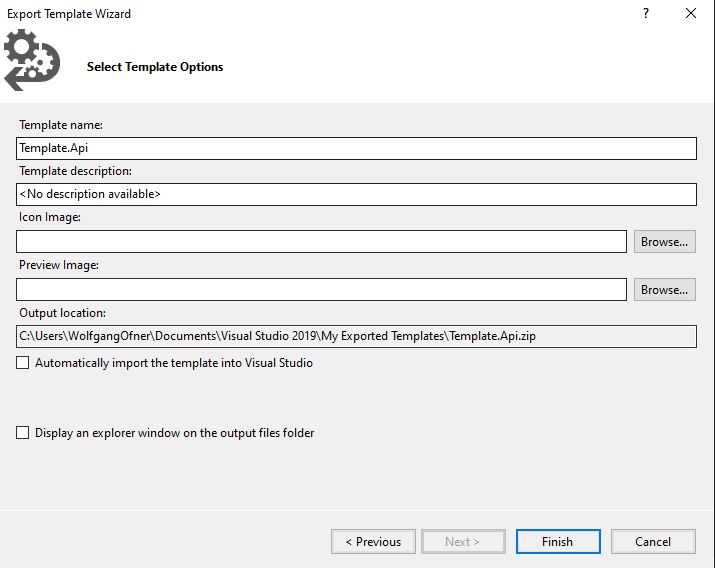 Export Template Wizard
?
Select Template Options
Template name:
Template.Api
Template description:
<No description available>
Icon Image:
Browse...
Preview Image:
Browse...
Output location:
C:\Users\WolfgangOfner\Documents\Visual Studio 2019\My Exported Templates\Template.Api.zip
Automatically import the template into Visual Studio
Display an explorer window on the output files folder
< Previous Next > Finish Cancel